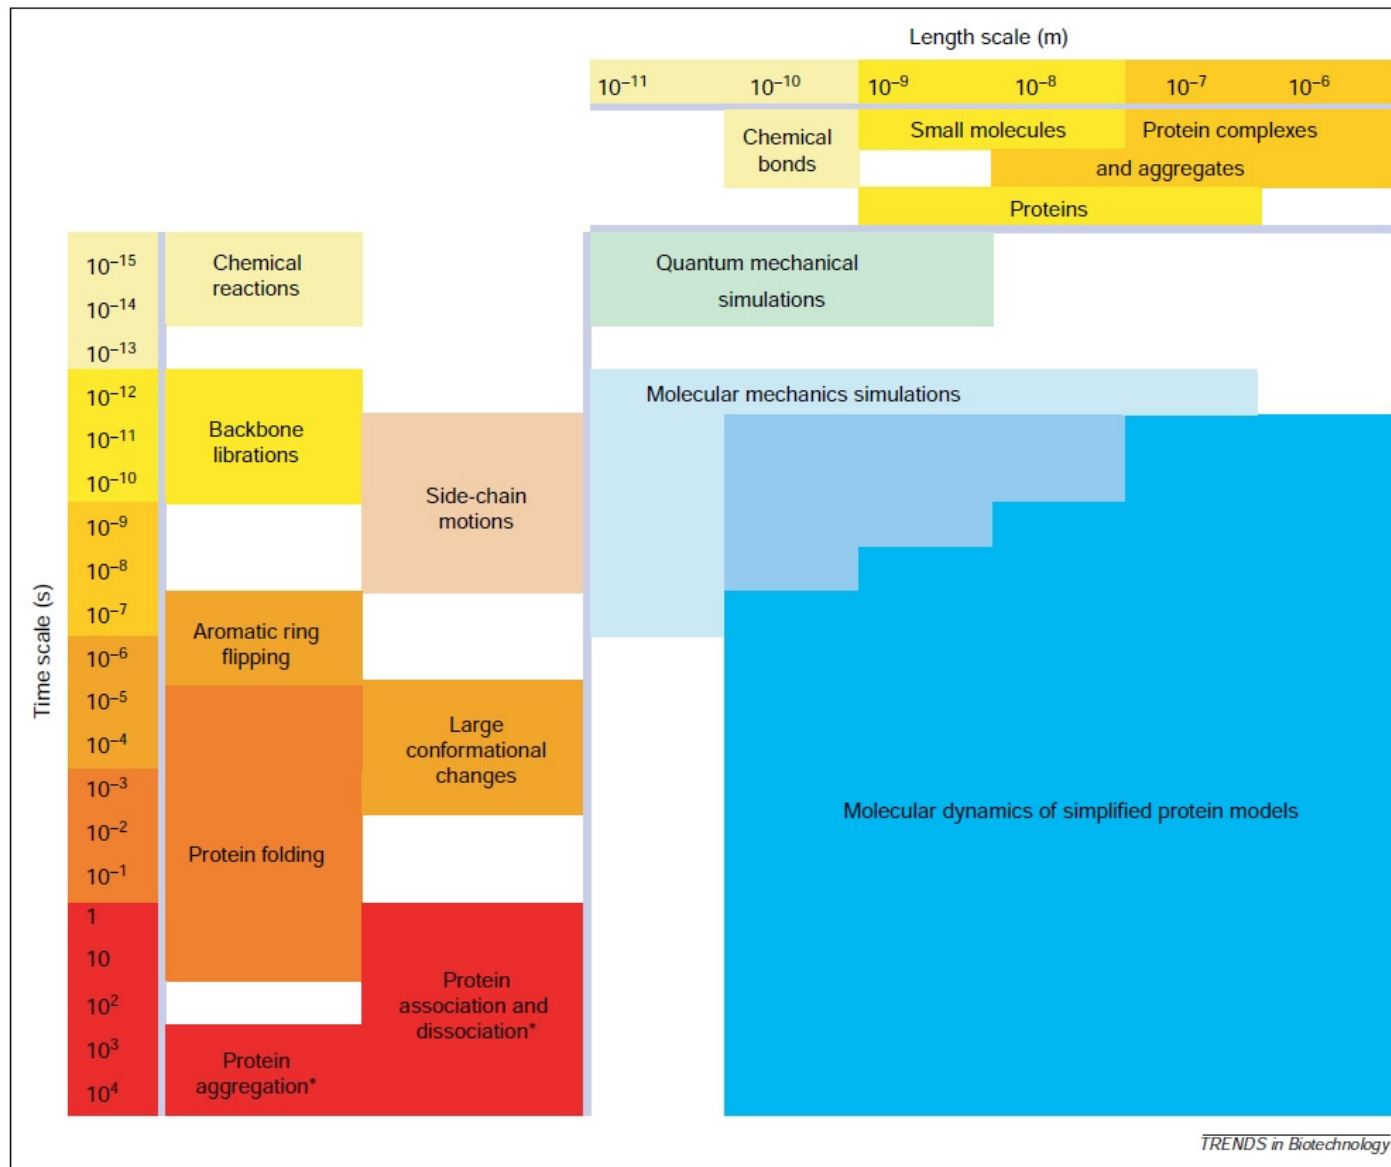 Length scale (m)
10⁻¹¹ 10⁻¹⁰ 10⁻⁹ 10⁻⁸ 10⁻⁷ 10⁻⁶
Chemical
bonds
Small molecules
Protein complexes
and aggregates
Proteins
Time scale (s)
10⁻¹⁵
10⁻¹⁴
10⁻¹³
10⁻¹²
10⁻¹¹
10⁻¹⁰
10⁻⁹
10⁻⁸
10⁻⁷
10⁻⁶
10⁻⁵
10⁻⁴
10⁻³
10⁻²
10⁻¹
1
10
10²
10³
10⁴
Chemical
reactions
Backbone
librations
Side-chain
motions
Aromatic ring
flipping
Large
conformational
changes
Protein folding
Protein
association and
dissociation*
Protein
aggregation*
Quantum mechanical
simulations
Molecular mechanics simulations
Molecular dynamics of simplified protein models
TRENDS in Biotechnology